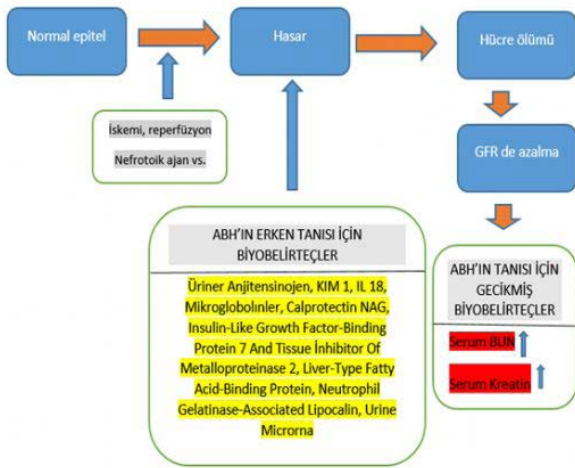 Normal epitel
Hasar
Hücre ölümü
İskemi, reperfüzyon
Nefrotoik ajan vs.
GFR de azalma
ABH'IN ERKEN TANISI İÇİN
BİYOBELİRTEÇLER
Üriner Anjitensinojen, KIM 1, IL 18,
Mikroglobolınler, Calprotectin NAG,
Insulin-Like Growth Factor-Binding
Protein 7 And Tissue İnhibitor Of
Metalloproteinase 2, Liver-Type Fatty
Acid-Binding Protein, Neutrophil
Gelatinase-Associated Lipocalin, Urine
Microrna
ABH'IN TANISI İÇİN
GECİKMİŞ
BİYOBELİRTEÇLER
Serum BUN
Serum Kreatin